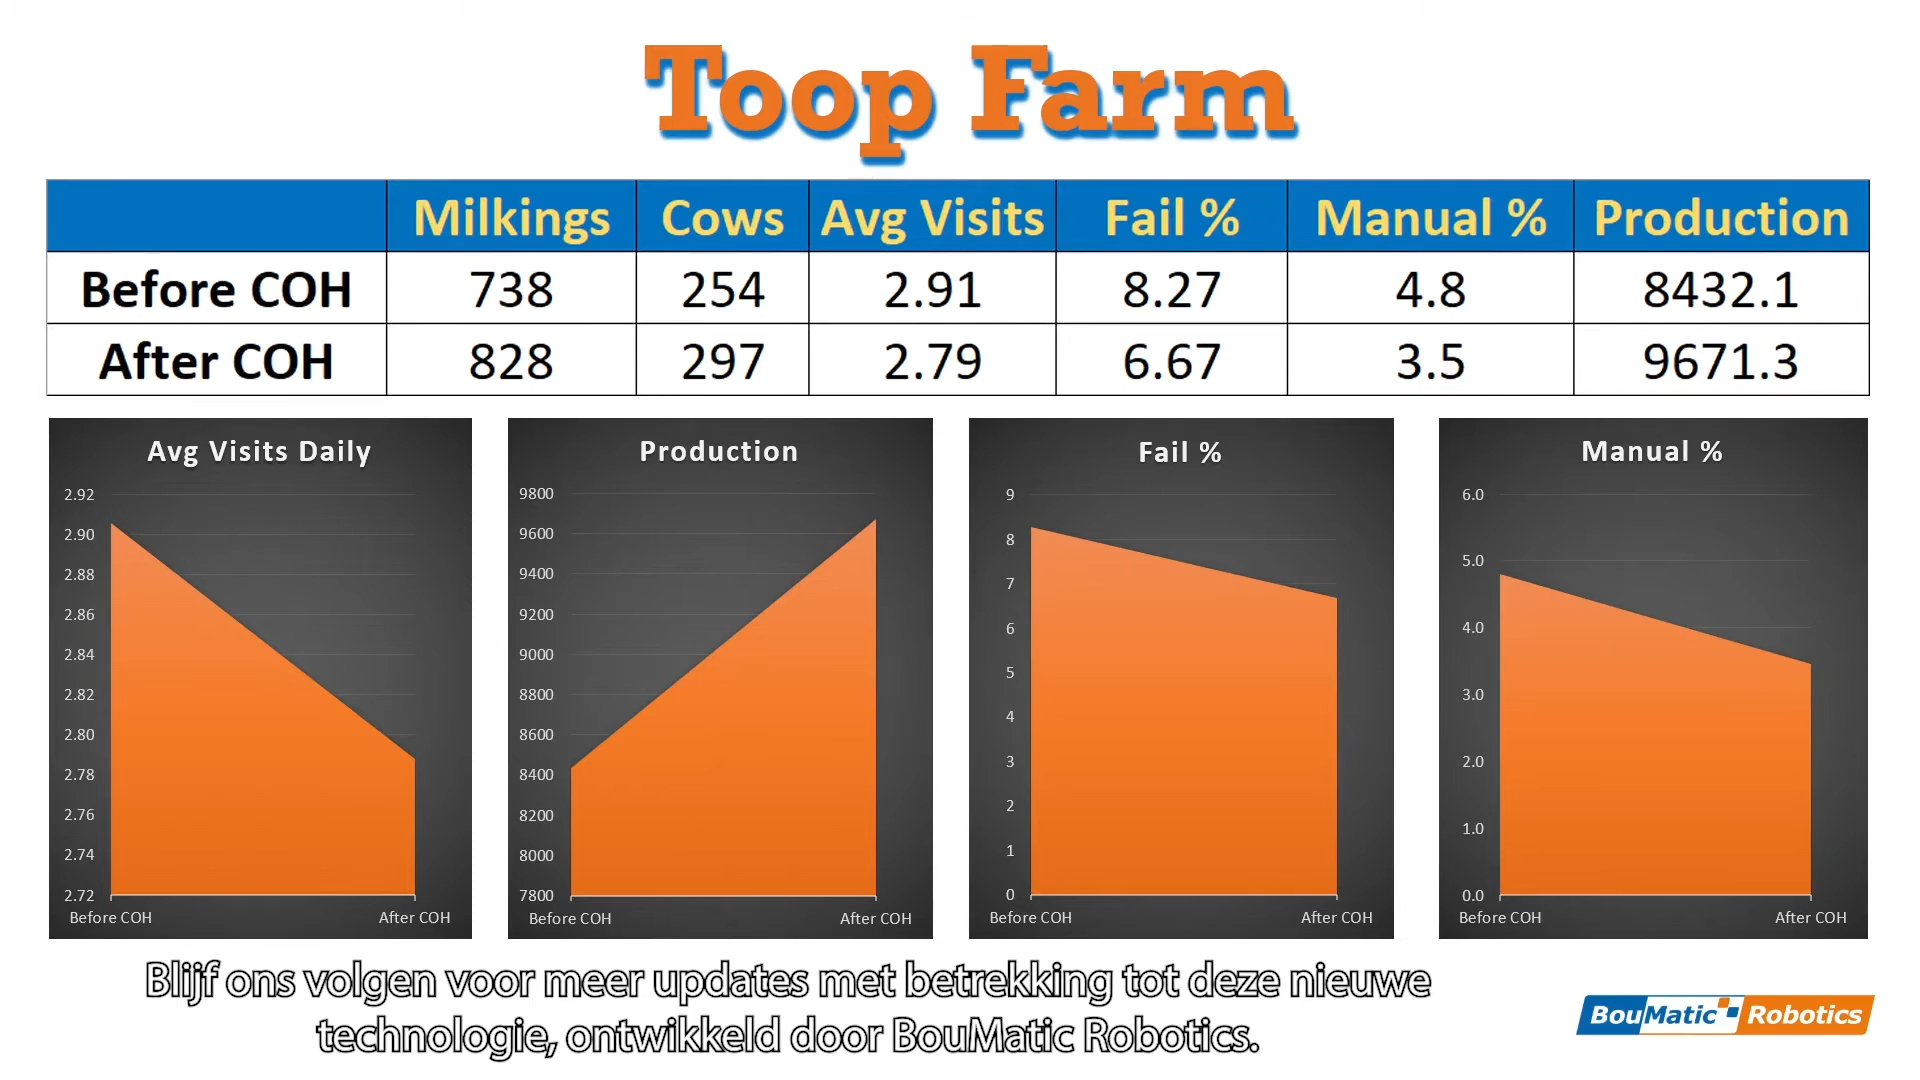 Toop Farm
Milkings Cows Avg Visits Fail % Manual % Production
Before COH 738 254 2.91 8.27 4.8 8432.1
After COH 828 297 2.79 6.67 3.5 9671.3
Avg Visits Daily
2.92
2.90
2.88
2.86
2.84
2.82
2.80
2.78
2.76
2.74
2.72
Before COH After COH
Production
9800
9600
9400
9200
9000
8800
8600
8400
8200
8000
7800
Before COH After COH
Fail %
9
8
7
6
5
4
3
2
1
0
Before COH After COH
Manual %
6.0
5.0
4.0
3.0
2.0
1.0
0.0
Before COH After COH
Blijf ons volgen voor meer updates met betrekking tot deze nieuwe
technologie, ontwikkeld door BouMatic Robotics.
BouMatic Robotics